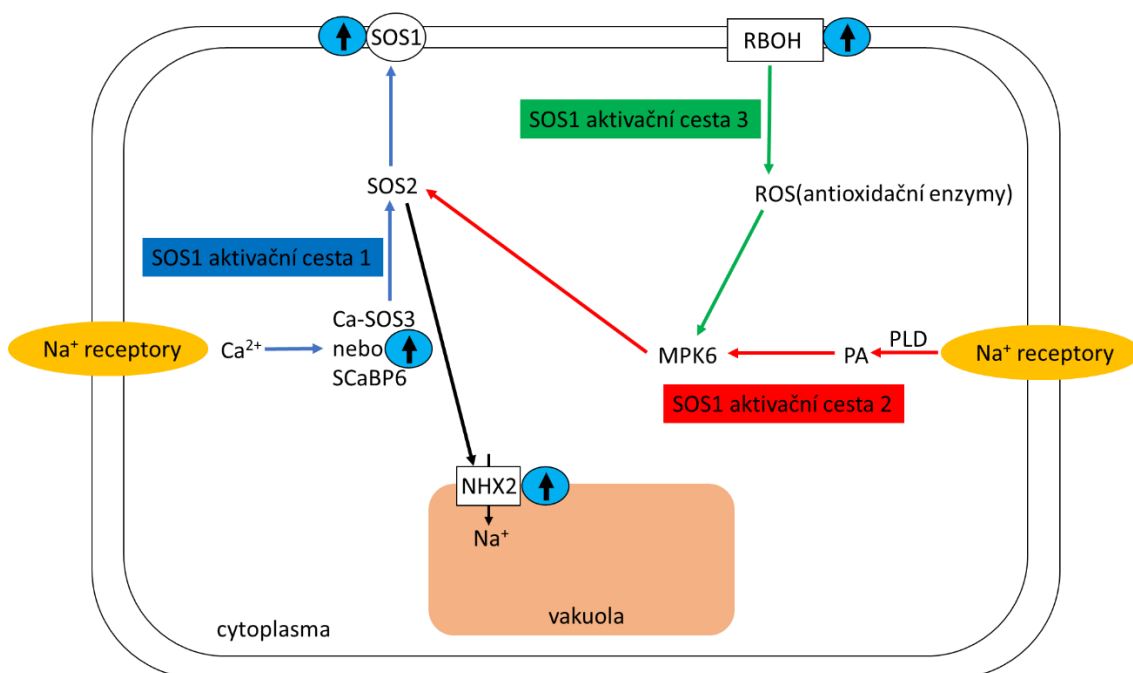 SOS1
RBOH
SOS1 aktivační cesta 3
SOS2
ROS(antioxidační enzymy)
SOS1 aktivační cesta 1
Ca-SOS3
nebo
SCaBP6
Na⁺ receptory
Ca²⁺
MPK6
PA
PLD
Na⁺ receptory
SOS1 aktivační cesta 2
NHX2
Na⁺
vakuola
cytoplasma